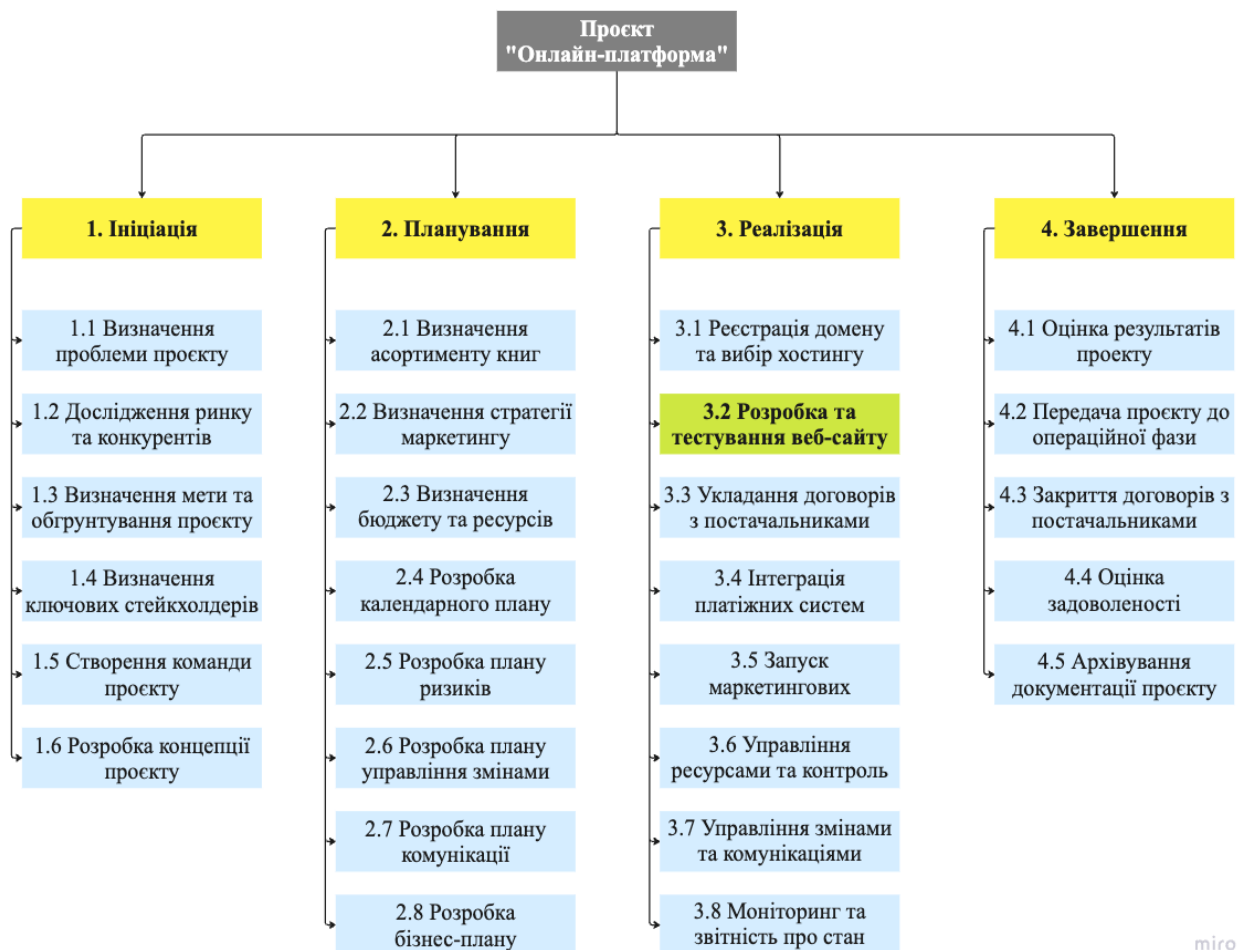 Проєкт
"Онлайн-платформа"
1. Ініціація
1.1 Визначення
проблеми проєкту
1.2 Дослідження ринку
та конкурентів
1.3 Визначення мети та
обгрунтування проєкту
1.4 Визначення
ключових стейкхолдерів
1.5 Створення команди
проєкту
1.6 Розробка концепції
проєкту
2. Планування
2.1 Визначення
асортименту книг
2.2 Визначення стратегії
маркетингу
2.3 Визначення
бюджету та ресурсів
2.4 Розробка
календарного плану
2.5 Розробка плану
ризиків
2.6 Розробка плану
управління змінами
2.7 Розробка плану
комунікації
2.8 Розробка
бізнес-плану
3. Реалізація
3.1 Реєстрація домену
та вибір хостингу
3.2 Розробка та
тестування веб-сайту
3.3 Укладання договорів
з постачальниками
3.4 Інтеграція
платіжних систем
3.5 Запуск
маркетингових
3.6 Управління
ресурсами та контроль
3.7 Управління змінами
та комунікаціями
3.8 Моніторинг та
звітність про стан
4. Завершення
4.1 Оцінка результатів
проекту
4.2 Передача проєкту до
операційної фази
4.3 Закриття договорів з
постачальниками
4.4 Оцінка
задоволеності
4.5 Архівування
документації проєкту
miro